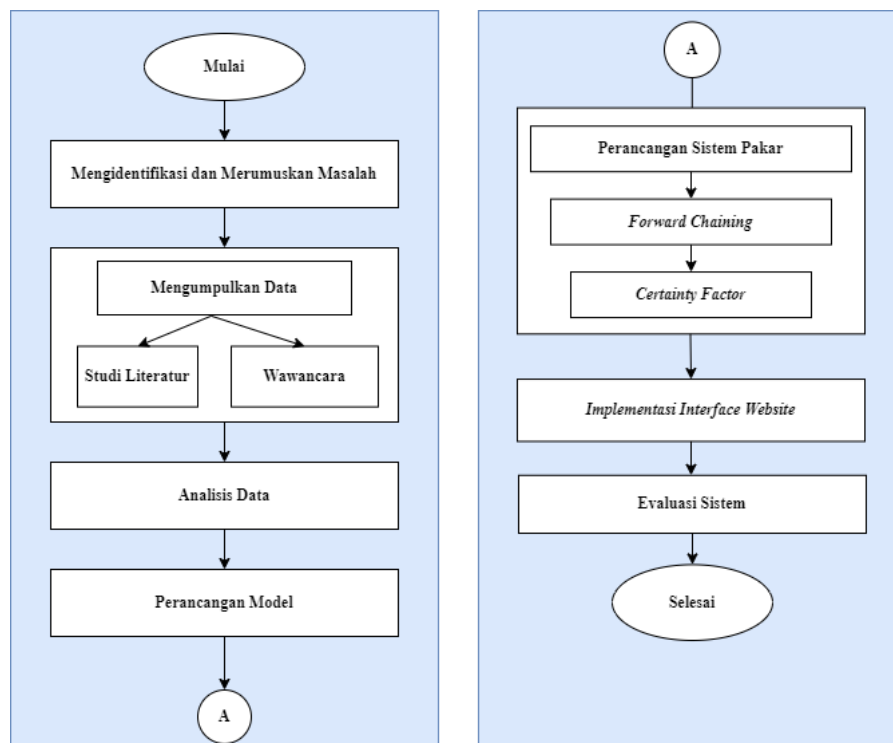 Mulai
Mengidentifikasi dan Merumuskan Masalah
Mengumpulkan Data
Studi Literatur
Wawancara
Analisis Data
Perancangan Model
A
A
Perancangan Sistem Pakar
Forward Chaining
Certainty Factor
Implementasi Interface Website
Evaluasi Sistem
Selesai